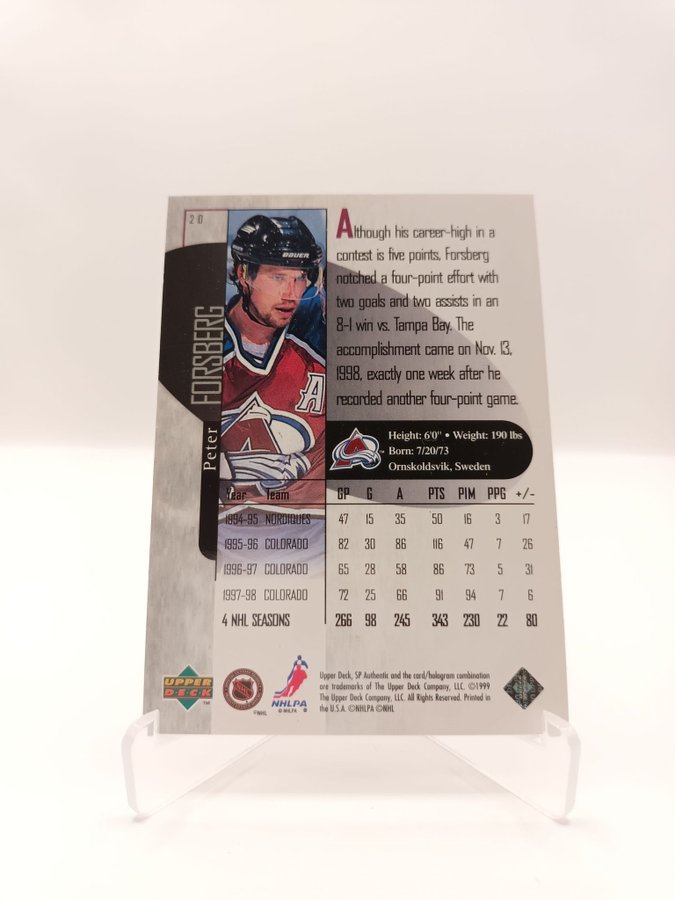 20
Peter FORSBERG
BAUER
A
Although his career-high in a
contest is five points, Forsberg
notched a four-point effort with
two goals and two assists in an
8-1 win vs. Tampa Bay. The
accomplishment came on Nov. 13,
1998, exactly one week after he
recorded another four-point game.
Height: 6'0" • Weight: 190 lbs
Born: 7/20/73
Ornskoldsvik, Sweden
Year Team GP G A PTS PIM PPG +/-
1994-95 NORDIQUES 47 15 35 50 16 3 17
1995-96 COLORADO 82 30 86 116 47 7 26
1996-97 COLORADO 65 28 58 86 73 5 31
1997-98 COLORADO 72 25 66 91 94 7 6
4 NHL SEASONS 266 98 245 343 230 22 80
UPPER
DECK
™
NHL
©NHL
NHLPA
© NHLPA
Upper Deck, SP Authentic and the card/hologram combination
are trademarks of The Upper Deck Company, LLC. ©1999
The Upper Deck Company, LLC. All Rights Reserved. Printed in
the U.S.A. ©NHLPA ©NHL